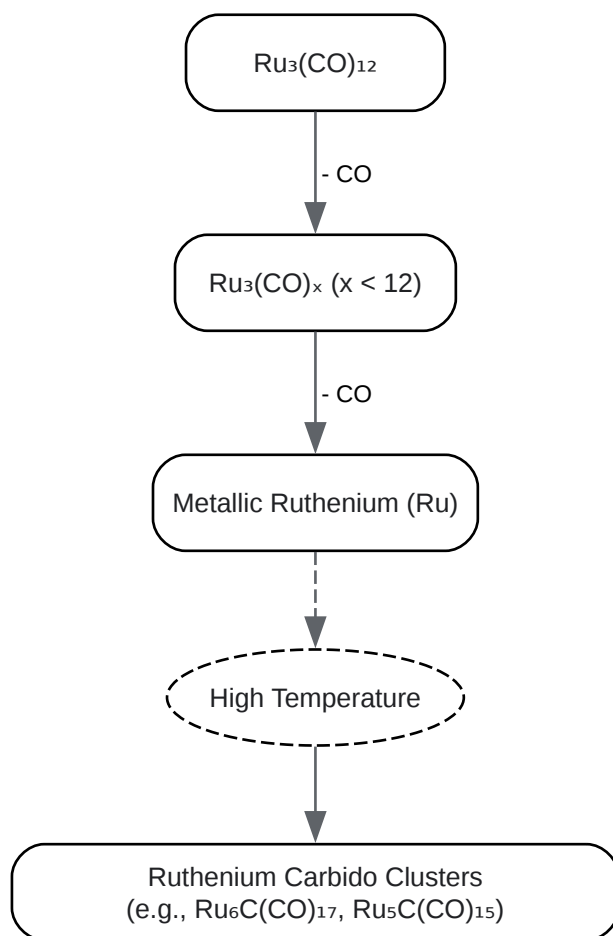 Ru₃(CO)₁₂
- CO
Ru₃(CO)ₓ (x < 12)
- CO
Metallic Ruthenium (Ru)
High Temperature
Ruthenium Carbido Clusters
(e.g., Ru₆C(CO)₁₇, Ru₅C(CO)₁₅)